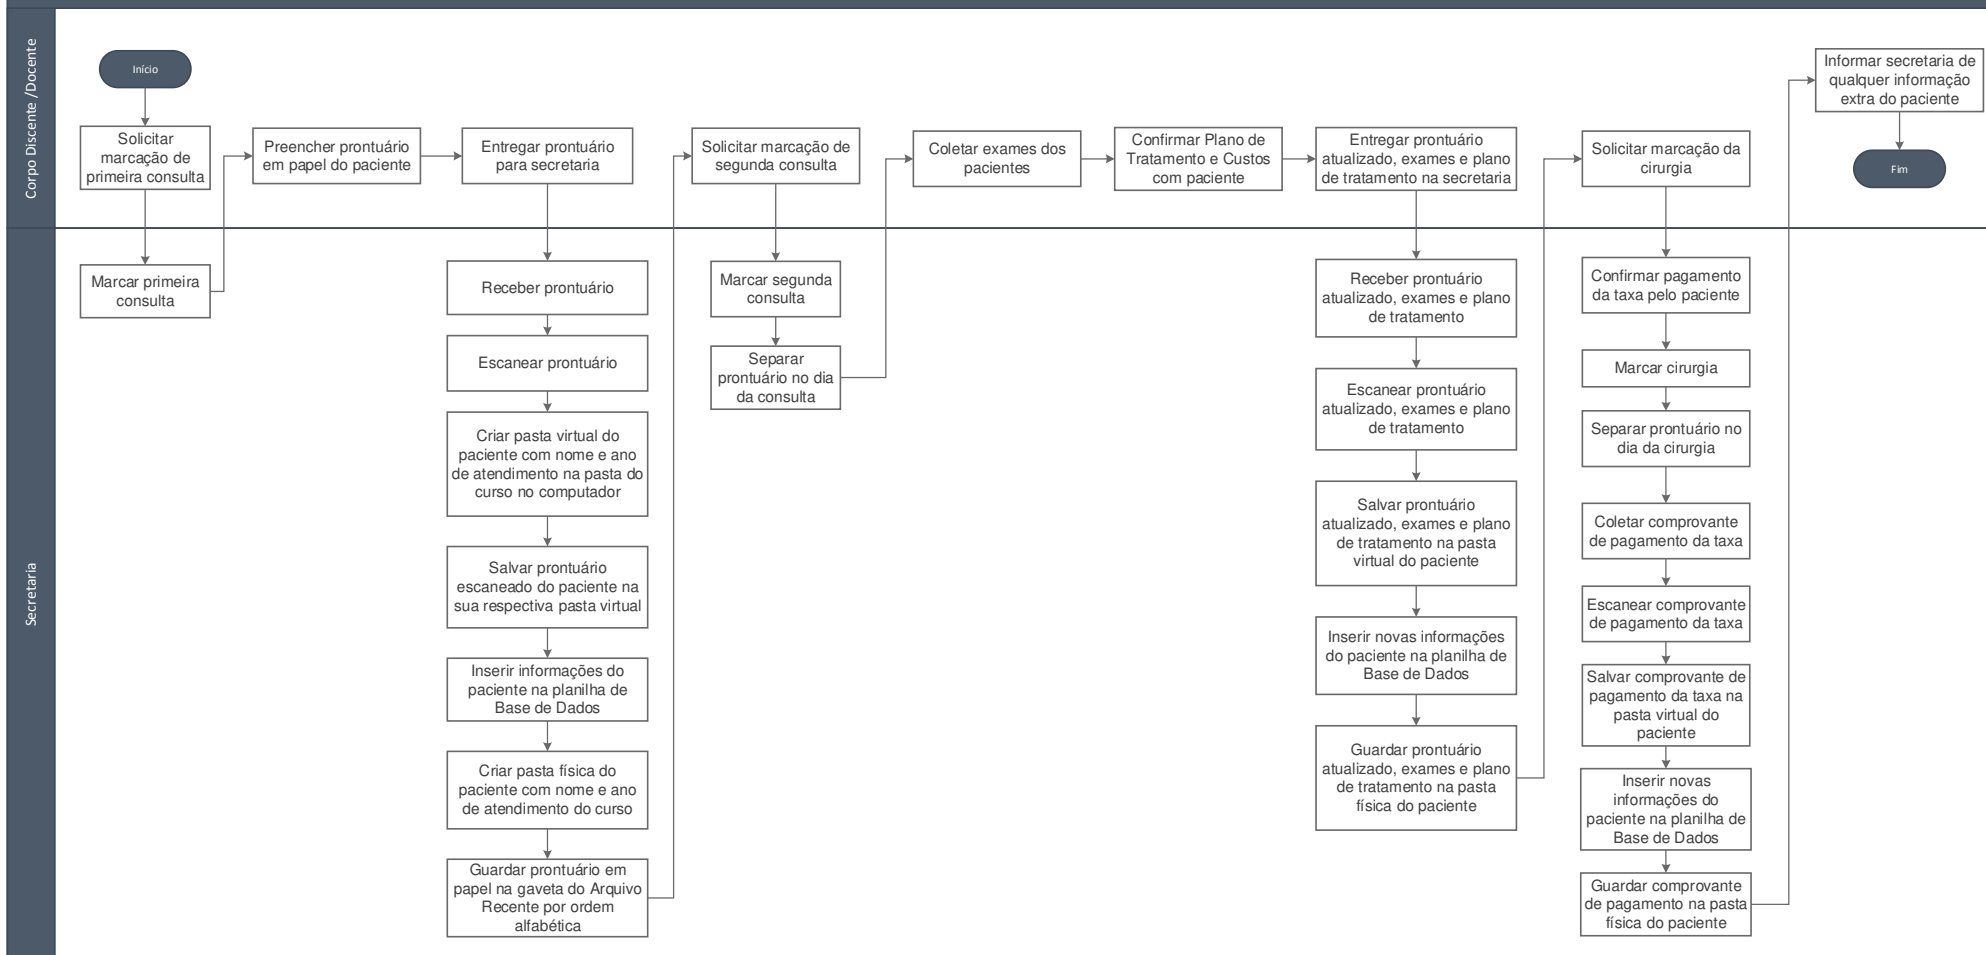 Corpo Discente /Docente
Início
Solicitar
marcação de
primeira consulta
Marcar primeira
consulta
Preencher prontuário
em papel do paciente
Entregar prontuário
para secretaria
Receber prontuário
Escanear prontuário
Criar pasta virtual do
paciente com nome e ano
de atendimento na pasta do
curso no computador
Salvar prontuário
escaneado do paciente na
sua respectiva pasta virtual
Inserir informações do
paciente na planilha de
Base de Dados
Criar pasta física do
paciente com nome e ano
de atendimento do curso
Guardar prontuário em
papel na gaveta do Arquivo
Recente por ordem
alfabética
Solicitar marcação de
segunda consulta
Marcar segunda
consulta
Separar
prontuário no dia
da consulta
Coletar exames dos
pacientes
Confirmar Plano de
Tratamento e Custos
com paciente
Entregar prontuário
atualizado, exames e plano
de tratamento na secretaria
Receber prontuário
atualizado, exames e plano
de tratamento
Escanear prontuário
atualizado, exames e plano
de tratamento
Salvar prontuário
atualizado, exames e plano
de tratamento na pasta
virtual do paciente
Inserir novas informações
do paciente na planilha de
Base de Dados
Guardar prontuário
atualizado, exames e plano
de tratamento na pasta
física do paciente
Solicitar marcação da
cirurgia
Confirmar pagamento
da taxa pelo paciente
Marcar cirurgia
Separar prontuário no
dia da cirurgia
Coletar comprovante
de pagamento da taxa
Escanear comprovante
de pagamento da taxa
Salvar comprovante de
pagamento da taxa na
pasta virtual do
paciente
Inserir novas
informações do
paciente na planilha de
Base de Dados
Guardar comprovante
de pagamento na pasta
física do paciente
Informar secretaria de
qualquer informação
extra do paciente
Fim
Secretaria